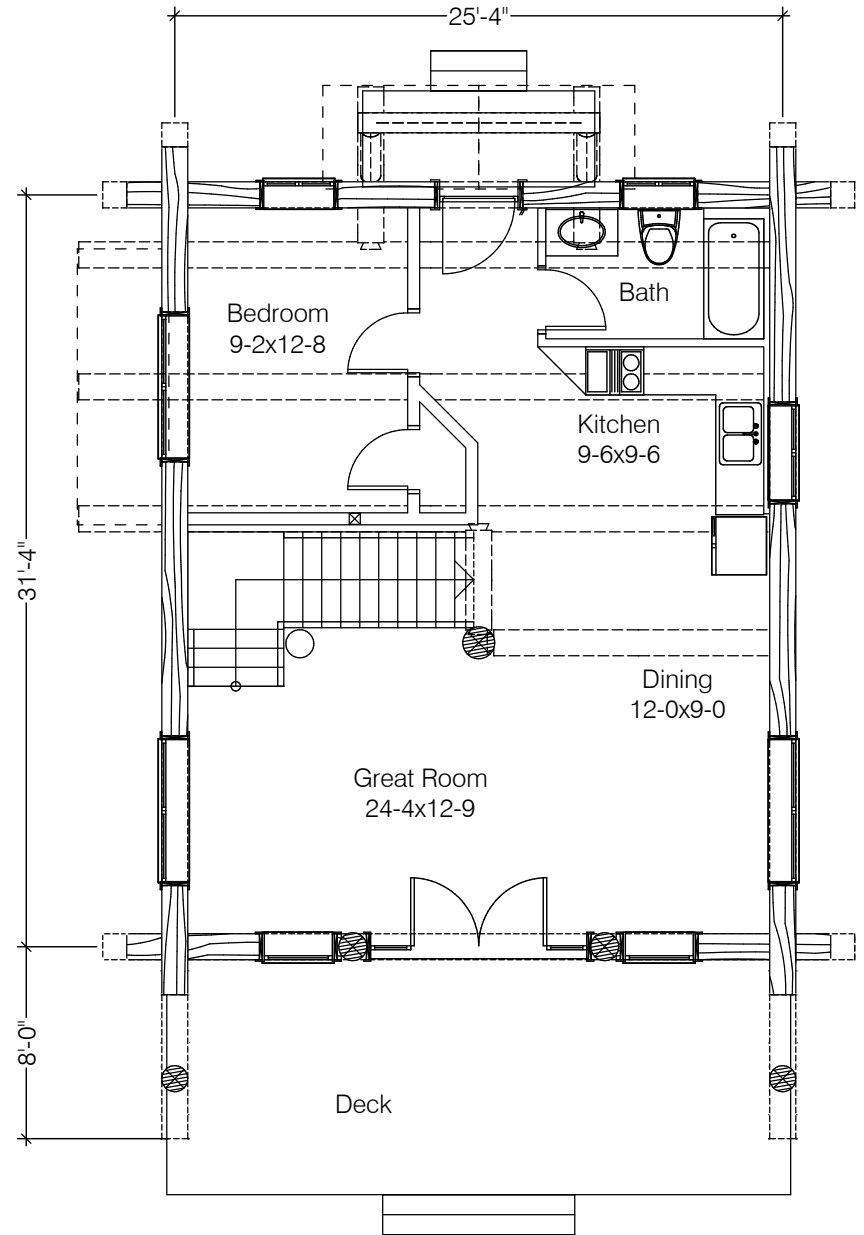 25'-4"
Bedroom
9-2x12-8
Bath
Kitchen
9-6x9-6
31'-4"
Dining
12-0x9-0
Great Room
24-4x12-9
8'-0"
Deck